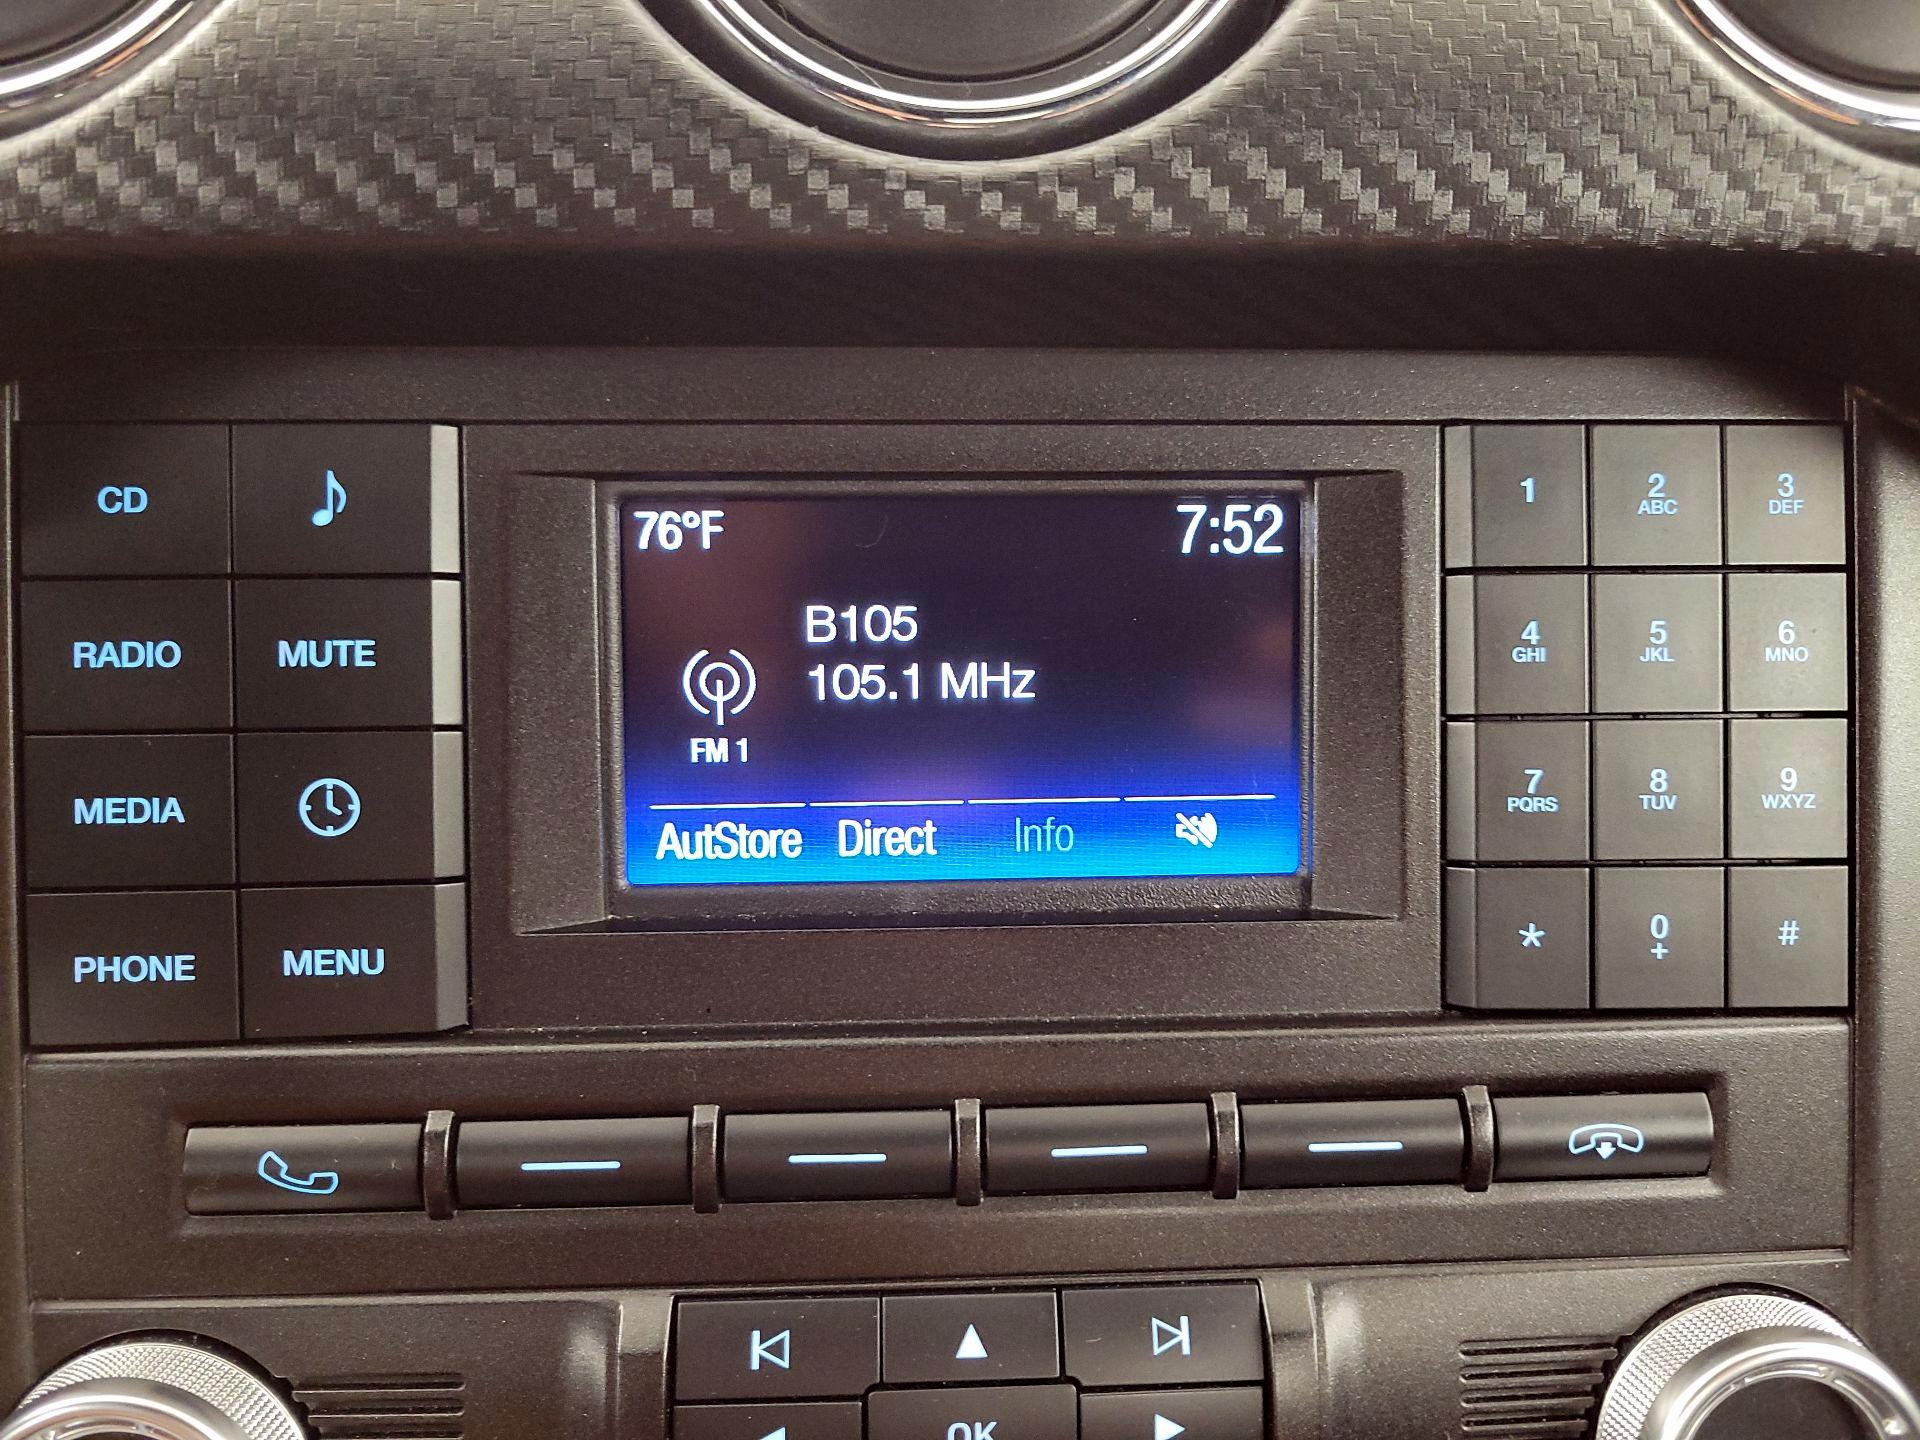 76°F 7:52
B105
105.1 MHz
FM 1
AutStore Direct Info
CD
RADIO MUTE
MEDIA
PHONE MENU
1 2 3
ABC DEF
4 5 6
GHI JKL MNO
7 8 9
PQRS TUV WXYZ
* 0 #
+
OK